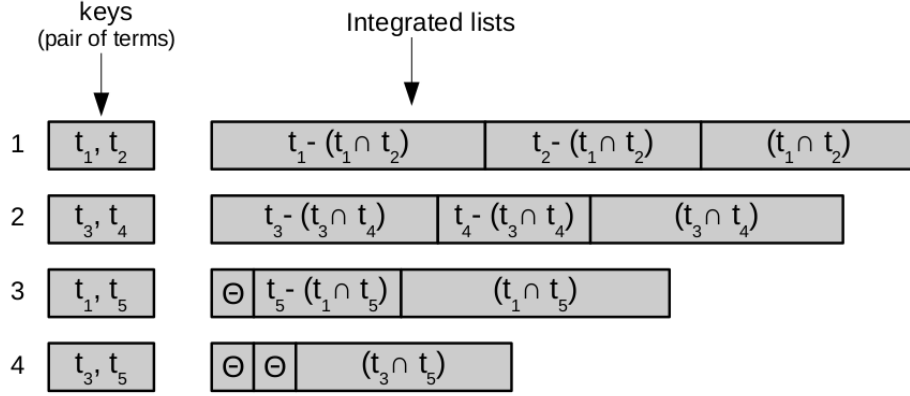 keys
(pair of terms)
Integrated lists
1 t₁, t₂ t₁- (t₁∩ t₂) t₂- (t₁∩ t₂) (t₁∩ t₂)
2 t₃, t₄ t₃- (t₃∩ t₄) t₄- (t₃∩ t₄) (t₃∩ t₄)
3 t₁, t₅ Θ t₅- (t₁∩ t₅) (t₁∩ t₅)
4 t₃, t₅ Θ Θ (t₃∩ t₅)